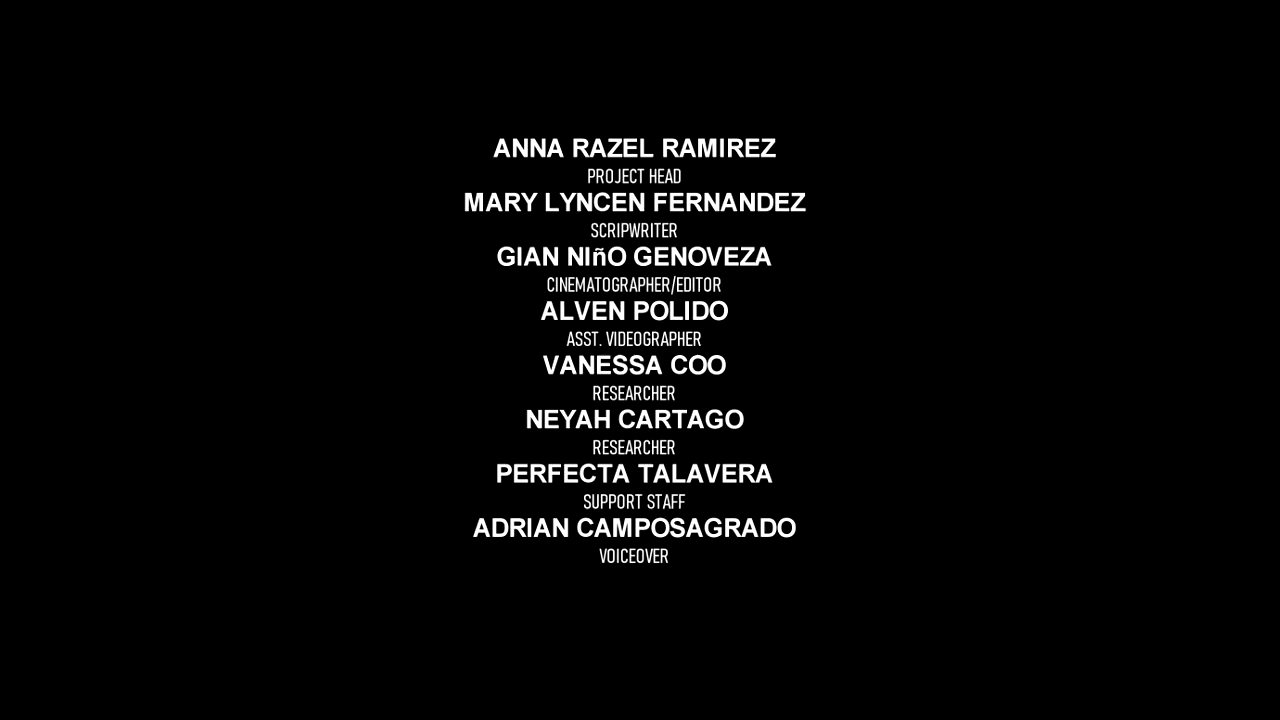 ANNA RAZEL RAMIREZ
PROJECT HEAD
MARY LYNCEN FERNANDEZ
SCRIPWRITER
GIAN NIñO GENOVEZA
CINEMATOGRAPHER/EDITOR
ALVEN POLIDO
ASST. VIDEOGRAPHER
VANESSA COO
RESEARCHER
NEYAH CARTAGO
RESEARCHER
PERFECTA TALAVERA
SUPPORT STAFF
ADRIAN CAMPOSAGRADO
VOICEOVER